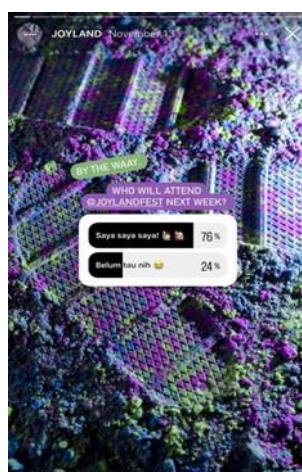 JOYLAND November 13
BY THE WAAY..
WHO WILL ATTEND
@JOYLANDFEST NEXT WEEK?
Saya saya saya! 76%
Belum tau nih 😂 24%